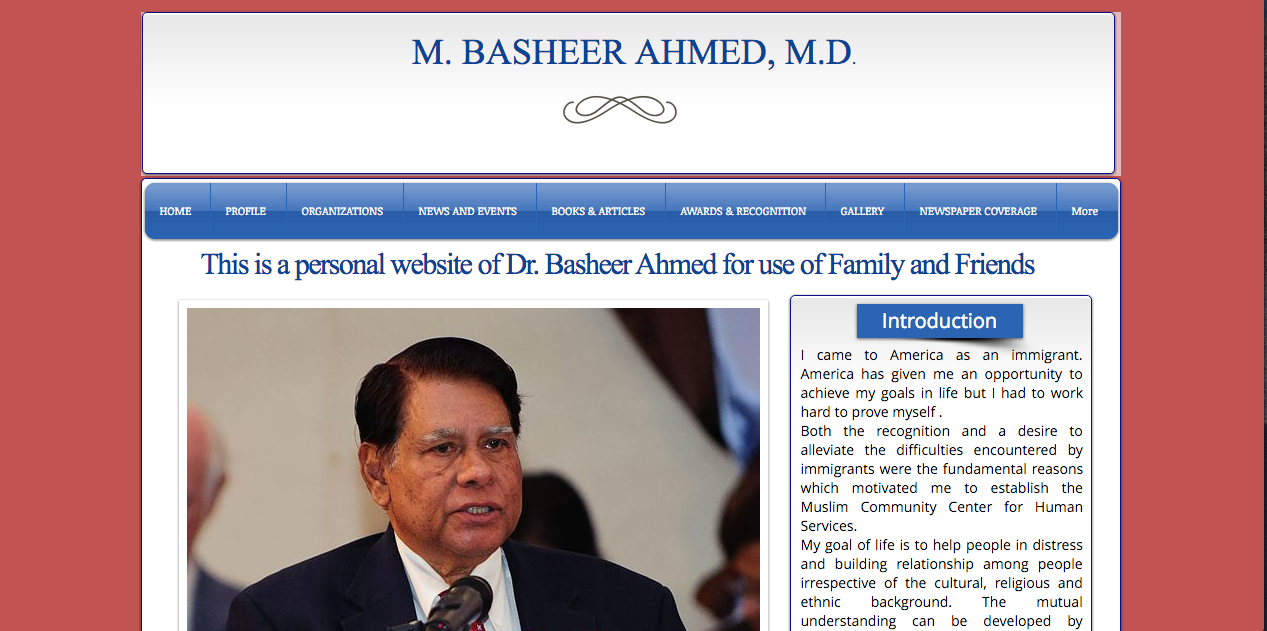 M. BASHEER AHMED, M.D.
HOME PROFILE ORGANIZATIONS NEWS AND EVENTS BOOKS & ARTICLES AWARDS & RECOGNITION GALLERY NEWSPAPER COVERAGE More
This is a personal website of Dr. Basheer Ahmed for use of Family and Friends
Introduction
I came to America as an immigrant.
America has given me an opportunity to
achieve my goals in life but I had to work
hard to prove myself .
Both the recognition and a desire to
alleviate the difficulties encountered by
immigrants were the fundamental reasons
which motivated me to establish the
Muslim Community Center for Human
Services.
My goal of life is to help people in distress
and building relationship among people
irrespective of the cultural, religious and
ethnic background. The mutual
understanding can be developed by